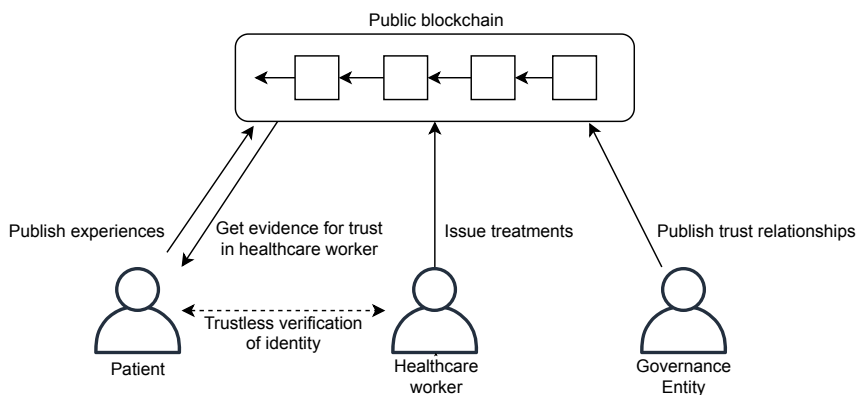 Public blockchain
Publish experiences
Get evidence for trust
in healthcare worker
Issue treatments
Publish trust relationships
Trustless verification
of identity
Patient
Healthcare
worker
Governance
Entity